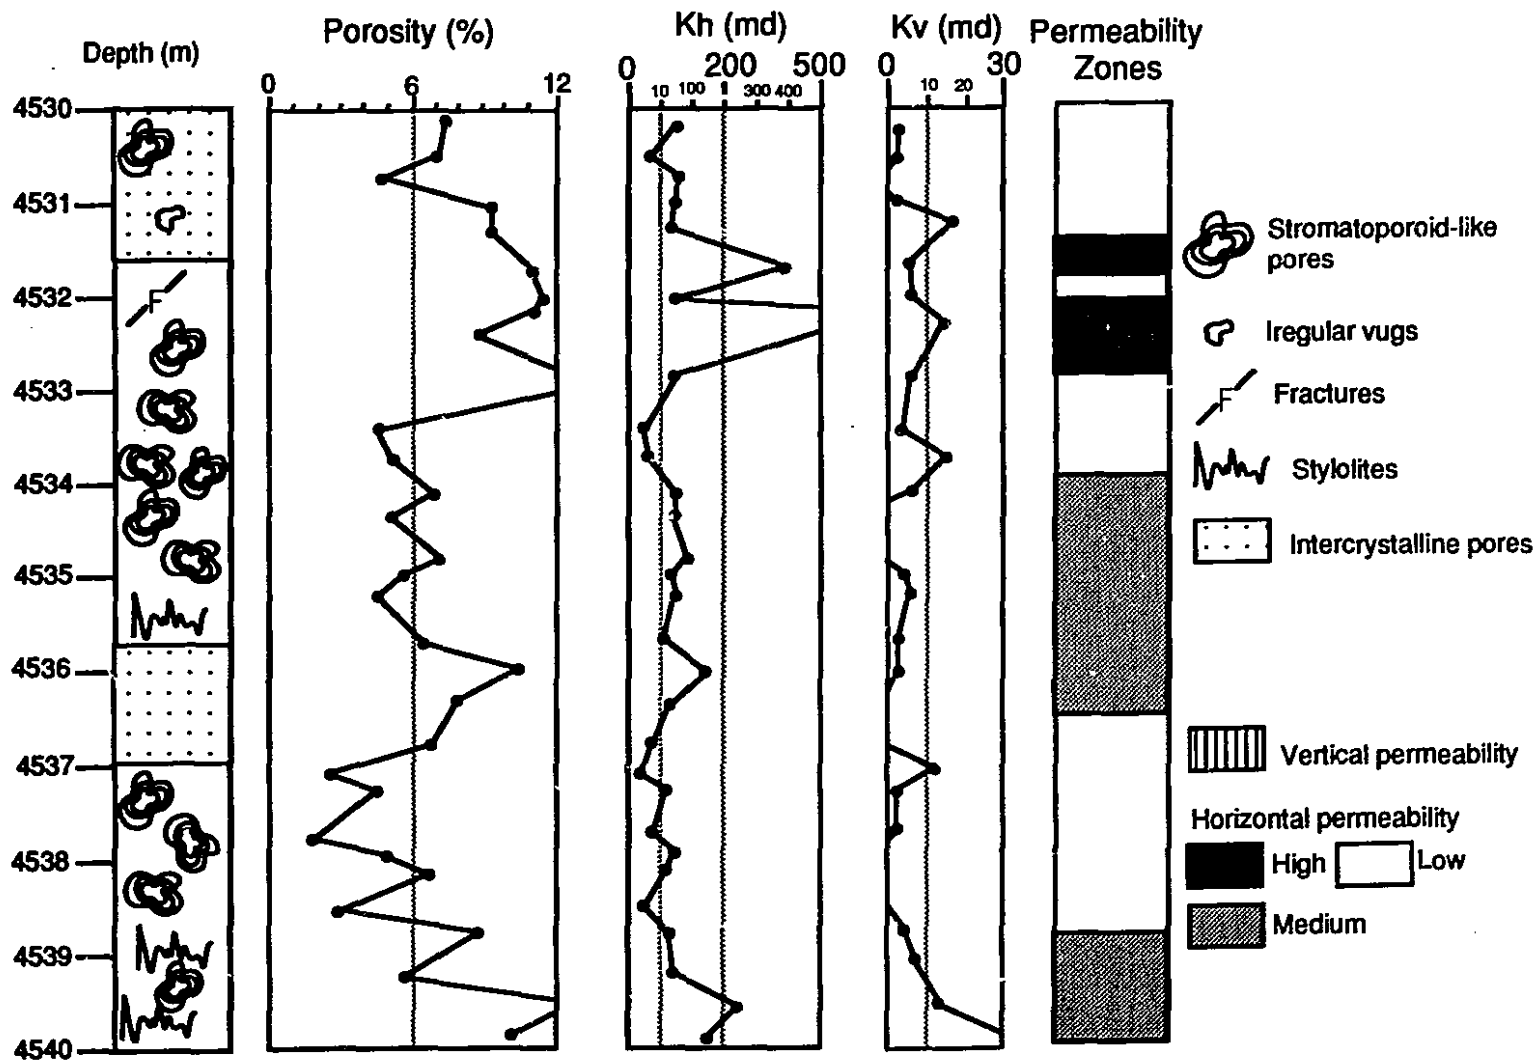 Depth (m)
Porosity (%)
Kh (md)
Kv (md)
Permeability
Zones
0
6
12
0
200
500
10
100
300
400
0
30
10
20
4530
4531
4532
4533
4534
4535
4536
4537
4538
4539
4540
F
Stromatoporoid-like
pores
Iregular vugs
F
Fractures
Stylolites
Intercrystalline pores
Vertical permeability
Horizontal permeability
High
Low
Medium